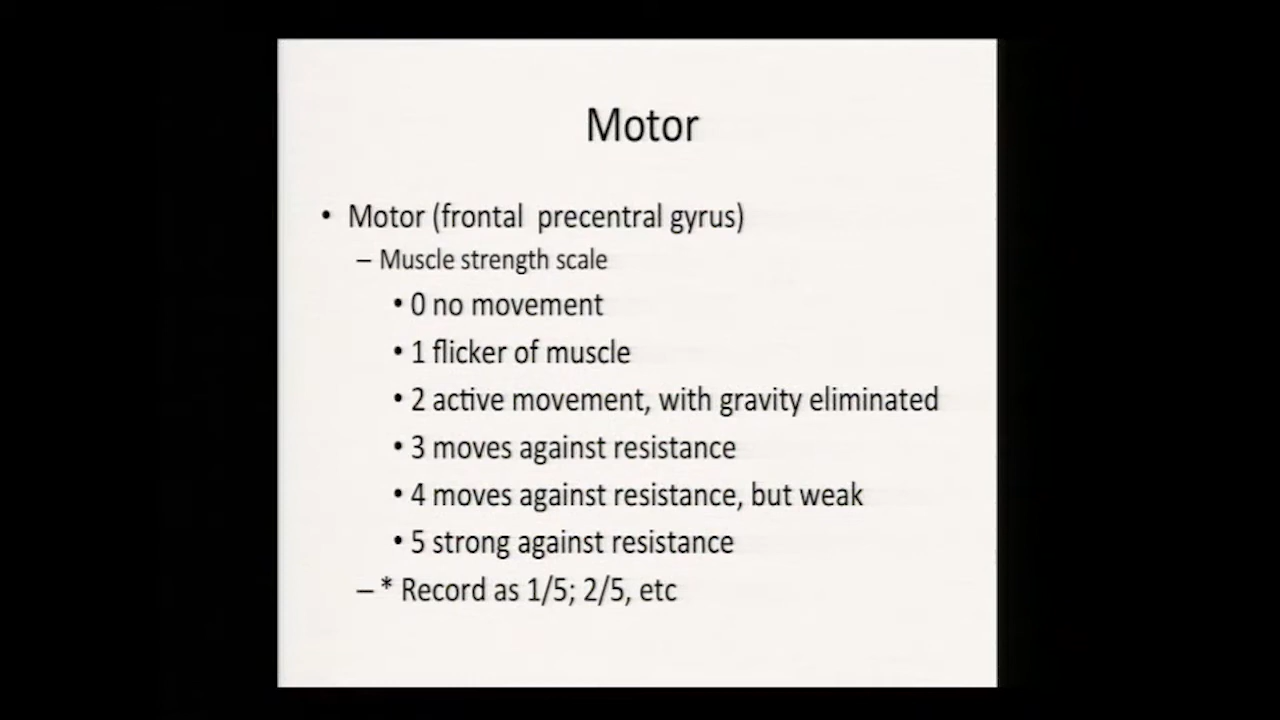 Motor
• Motor (frontal precentral gyrus)
– Muscle strength scale
• 0 no movement
• 1 flicker of muscle
• 2 active movement, with gravity eliminated
• 3 moves against resistance
• 4 moves against resistance, but weak
• 5 strong against resistance
– * Record as 1/5; 2/5, etc